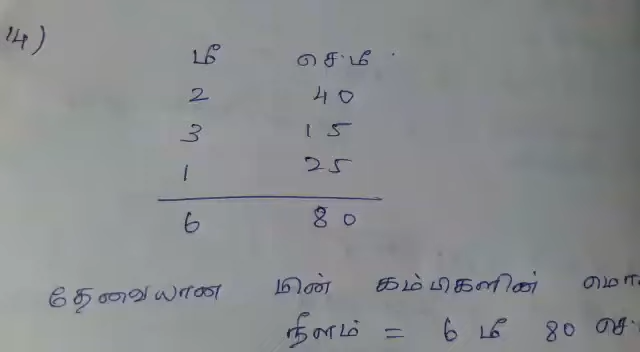 14)
மீ செ.மீ.
2 40
3 15
1 25
6 80
தேவையான மின் கம்பிகளின்
நீளம் = 6 மீ 80 செ.